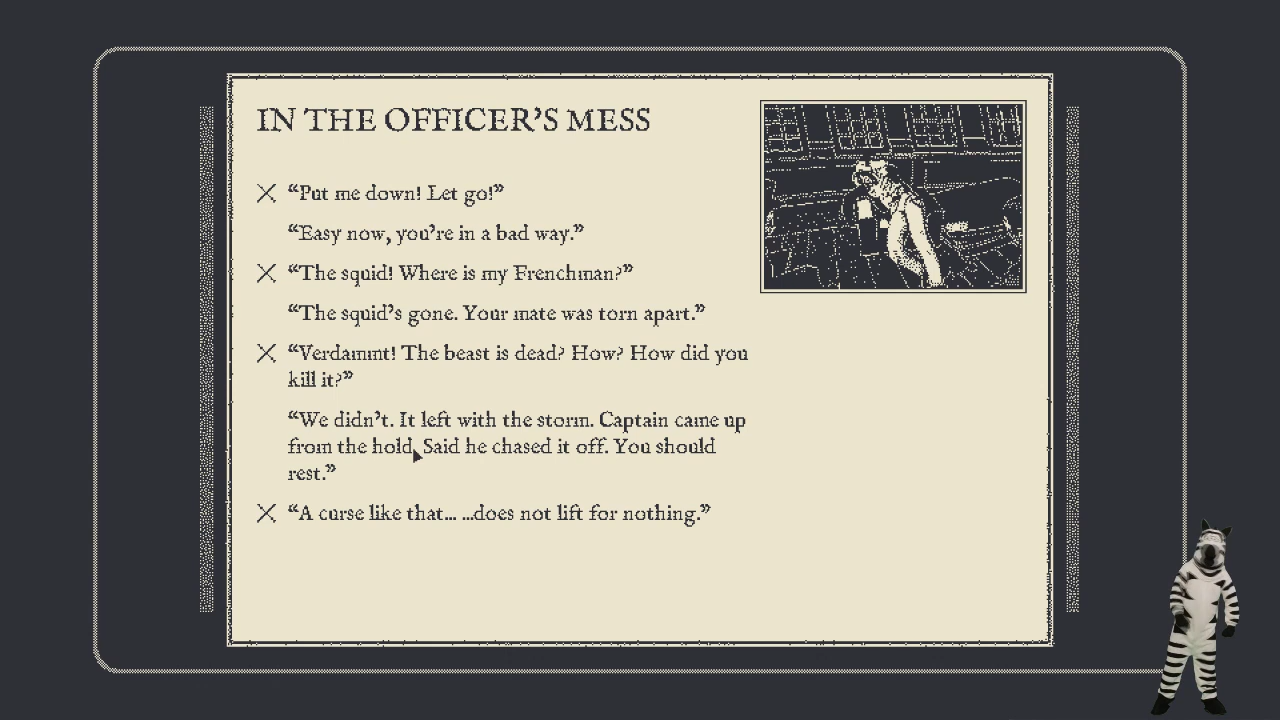 IN THE OFFICER'S MESS
“Put me down! Let go!”
“Easy now, you're in a bad way.”
“The squid! Where is my Frenchman?”
“The squid's gone. Your mate was torn apart.”
“Verdammt! The beast is dead? How? How did you
kill it?”
“We didn't. It left with the storm. Captain came up
from the hold. Said he chased it off. You should
rest.”
“A curse like that... ...does not lift for nothing.”